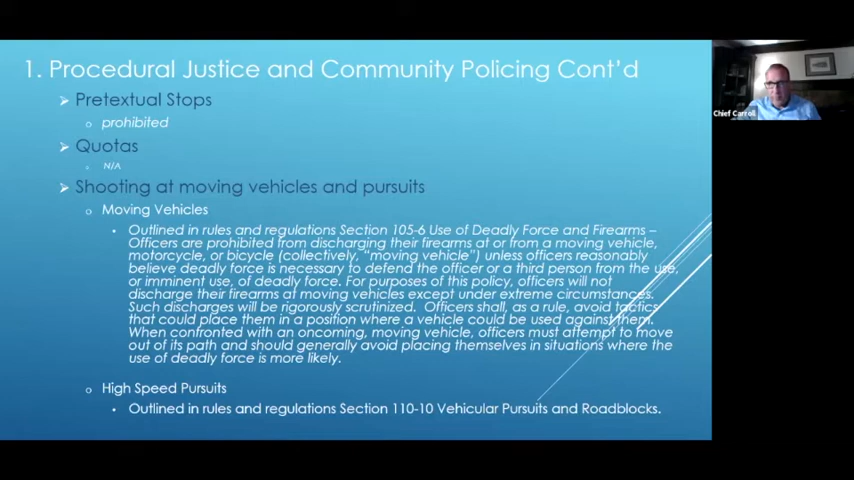 1. Procedural Justice and Community Policing Cont'd
Pretextual Stops
prohibited
Quotas
N/A
Shooting at moving vehicles and pursuits
Moving Vehicles
Outlined in rules and regulations Section 105-6 Use of Deadly Force and Firearms –
Officers are prohibited from discharging their firearms at or from a moving vehicle,
motorcycle, or bicycle (collectively, "moving vehicle") unless officers reasonably
believe deadly force is necessary to defend the officer or a third person from the use,
or imminent use, of deadly force. For purposes of this policy, officers will not
discharge their firearms at moving vehicles except under extreme circumstances.
Such discharges will be rigorously scrutinized. Officers shall, as a rule, avoid tactics
that could place them in a position where a vehicle could be used against them.
When confronted with an oncoming, moving vehicle, officers must attempt to move
out of its path and should generally avoid placing themselves in situations where the
use of deadly force is more likely.
High Speed Pursuits
Outlined in rules and regulations Section 110-10 Vehicular Pursuits and Roadblocks.
Chief Carroll